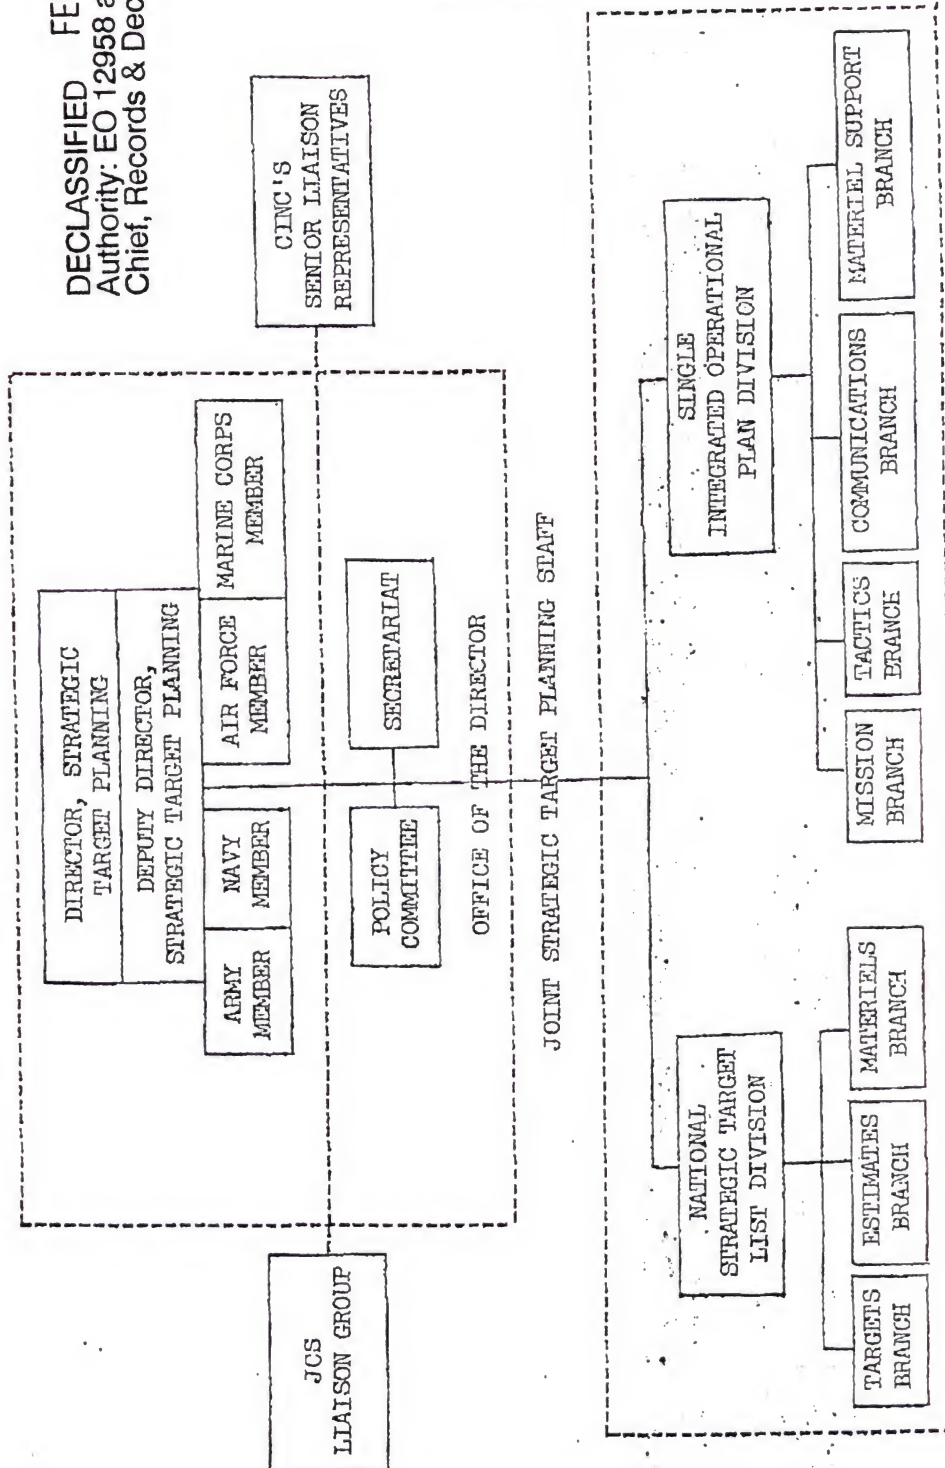 DECLASSIFIED FE
Authority: EO 12958 a
Chief, Records & Dec
DIRECTOR, STRATEGIC
TARGET PLANNING
DEPUTY DIRECTOR,
STRATEGIC TARGET PLANNING
ARMY
MEMBER
NAVY
MEMBER
AIR FORCE
MEMBER
MARINE CORPS
MEMBER
JCS
LIAISON GROUP
CINC'S
SENIOR LIAISON
REPRESENTATIVES
POLICY
COMMITTEE
SECRETARIAT
OFFICE OF THE DIRECTOR
JOINT STRATEGIC TARGET PLANNING STAFF
NATIONAL
STRATEGIC TARGET
LIST DIVISION
SINGLE
INTEGRATED OPERATIONAL
PLAN DIVISION
TARGETS
BRANCH
ESTIMATES
BRANCH
MATERIELS
BRANCH
MISSION
BRANCH
TACTICS
BRANCH
COMMUNICATIONS
BRANCH
MATERIEL SUPPORT
BRANCH